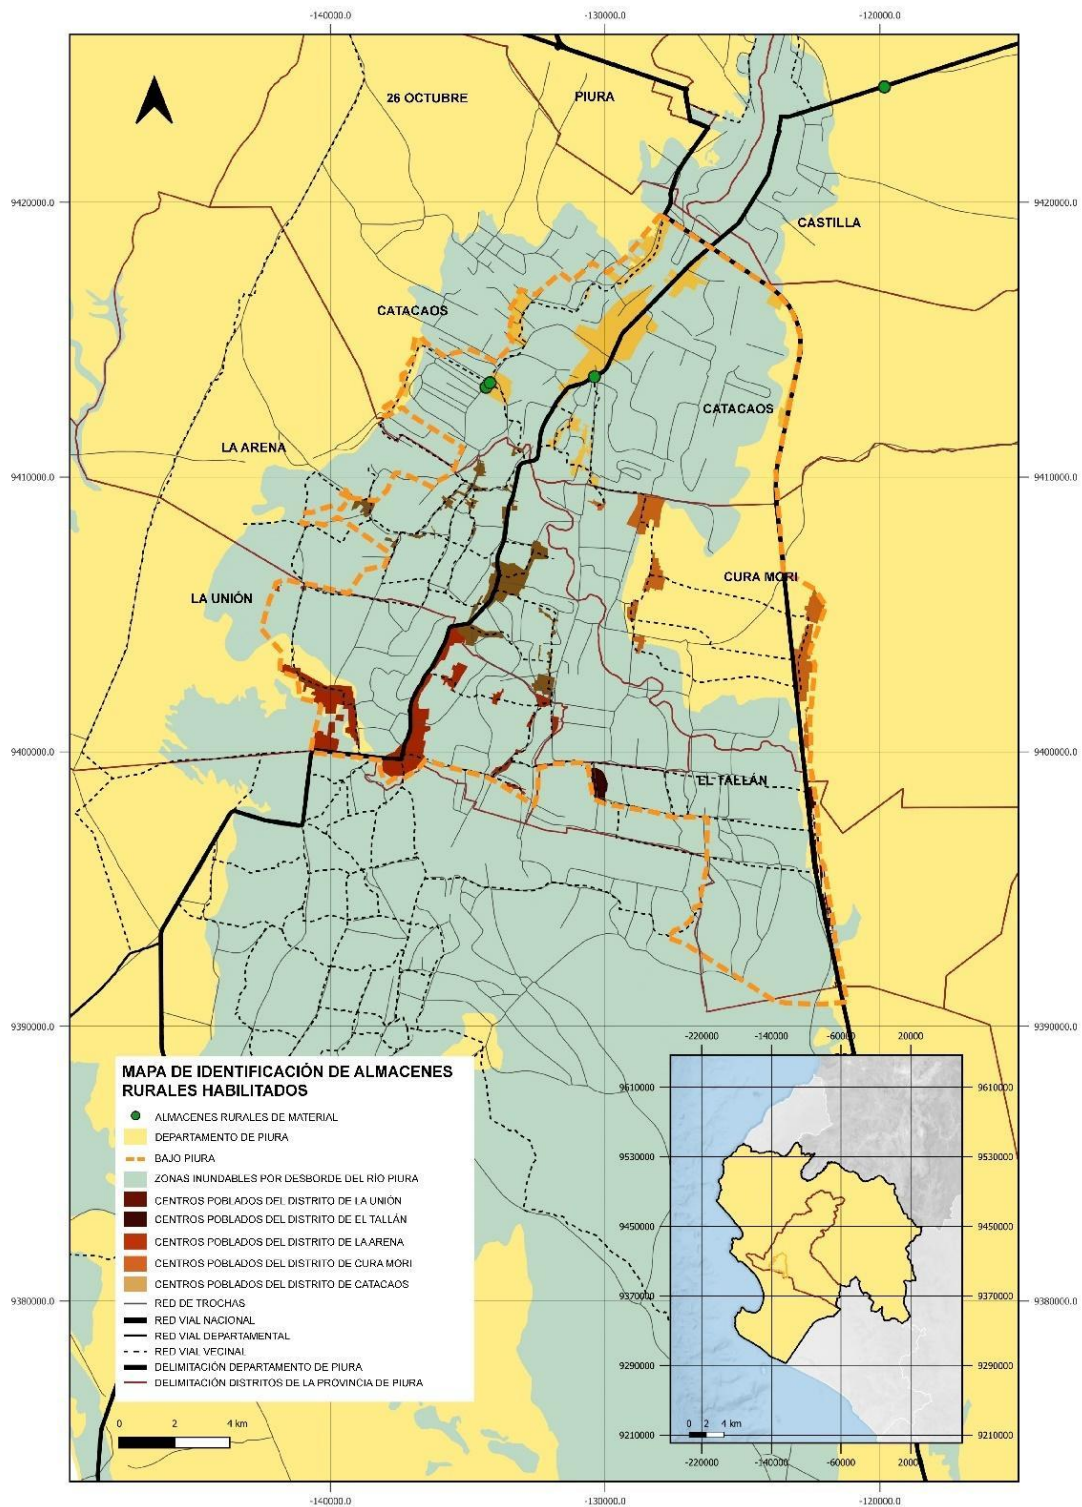 -140000.0
-130000.0
-120000.0
26 OCTUBRE
PIURA
9420000.0
9420000.0
CASTILLA
CATACAOS
CATACAOS
LA ARENA
9410000.0
9410000.0
CURA MORI
LA UNIÓN
9400000.0
9400000.0
EL TALLÁN
9390000.0
9390000.0
MAPA DE IDENTIFICACIÓN DE ALMACENES
RURALES HABILITADOS
ALMACENES RURALES DE MATERIAL
DEPARTAMENTO DE PIURA
BAJO PIURA
ZONAS INUNDABLES POR DESBORDE DEL RÍO PIURA
CENTROS POBLADOS DEL DISTRITO DE LA UNIÓN
CENTROS POBLADOS DEL DISTRITO DE EL TALLÁN
CENTROS POBLADOS DEL DISTRITO DE LA ARENA
CENTROS POBLADOS DEL DISTRITO DE CURA MORI
CENTROS POBLADOS DEL DISTRITO DE CATACAOS
RED DE TROCHAS
RED VIAL NACIONAL
RED VIAL DEPARTAMENTAL
RED VIAL VECINAL
DELIMITACIÓN DEPARTAMENTO DE PIURA
DELIMITACIÓN DISTRITOS DE LA PROVINCIA DE PIURA
0 2 4 km
-220000 -140000 -60000 20000
9610000 9610000
9530000 9530000
9450000 9450000
9370000 9370000
9290000 9290000
9210000 9210000
0 2 4 km
-220000 -140000 -60000 20000
9380000.0
9380000.0
-140000.0
-130000.0
-120000.0